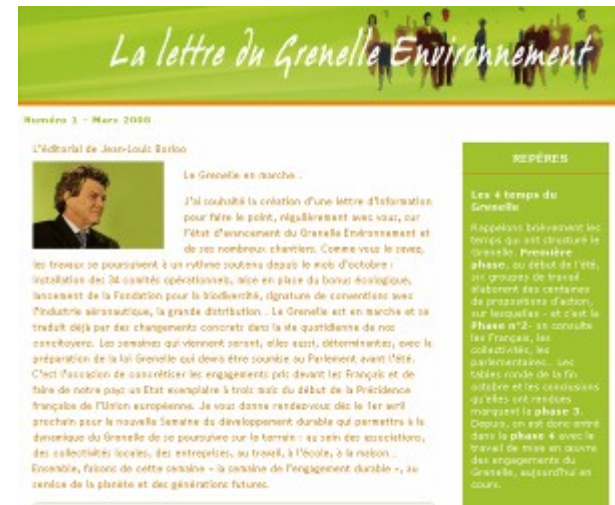 La lettre du Grenelle Environnement
Numéro 1 - Mars 2008
L'éditorial de Jean-Louis Borloo
Le Grenelle en marche...
J'ai souhaité la création d'une lettre d'information
pour faire le point, régulièrement avec vous, sur
l'état d'avancement du Grenelle Environnement et
de ses nombreux chantiers. Comme vous le savez,
les travaux se poursuivent à un rythme soutenu depuis le mois d'octobre :
installation des 34 comités opérationnels, mise en place du bonus écologique,
lancement de la Fondation pour la biodiversité, signature de conventions avec
l'industrie aéronautique, la grande distribution... Le Grenelle est en marche et se
traduit déjà par des changements concrets dans la vie quotidienne de nos
concitoyens. Les semaines qui viennent seront, elles aussi, déterminantes, avec la
préparation de la loi Grenelle qui devra être soumise au Parlement avant l'été.
C'est l'occasion de concrétiser les engagements pris devant les Français et de
faire de notre pays un Etat exemplaire à trois mois du début de la Présidence
française de l'Union européenne. Je vous donne rendez-vous dès le 1er avril
prochain pour la nouvelle Semaine du développement durable qui permettra à la
dynamique du Grenelle de se poursuivre sur le terrain : au sein des associations,
des collectivités locales, des entreprises, au travail, à l'école, à la maison...
Ensemble, faisons de cette semaine « la semaine de l'engagement durable », au
service de la planète et des générations futures.
REPÈRES
Les 4 temps du
Grenelle
Rappelons brièvement les
temps qui ont structuré le
Grenelle. Première
phase, au début de l'été,
six groupes de travail
élaborent des centaines
de propositions d'action,
sur lesquelles - et c'est la
Phase n°2- on consulte
les Français, les
collectivités, les
parlementaires... Les
tables ronde de la fin
octobre et les conclusions
qu'elles ont rendues
marquent la phase 3.
Depuis, on est donc entré
dans la phase 4 avec le
travail de mise en œuvre
des engagements du
Grenelle, aujourd'hui en
cours.